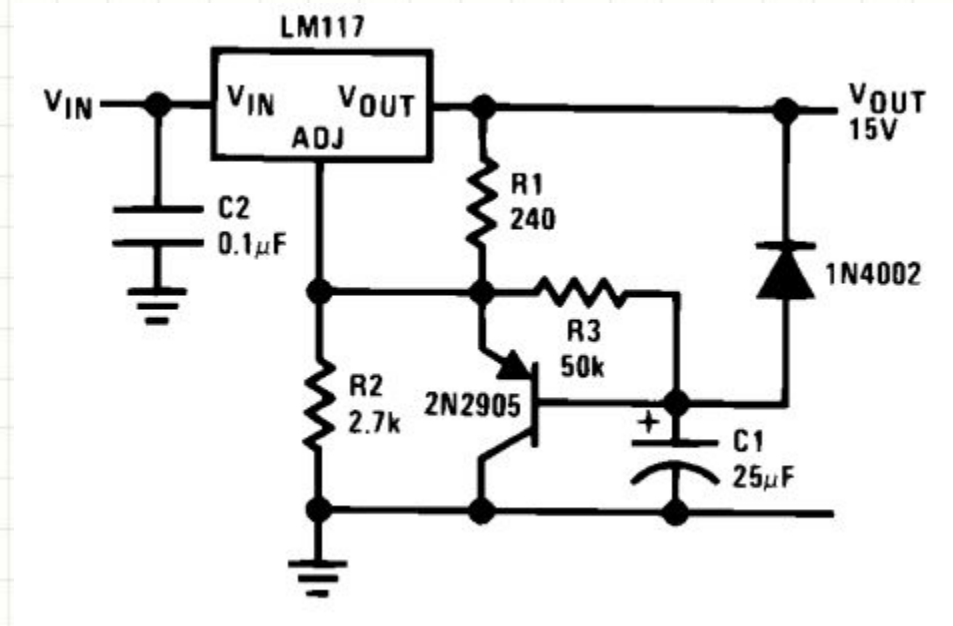 LM117
VIN
VIN
VOUT
VOUT
15V
ADJ
R1
240
C2
0.1μF
1N4002
R3
50k
R2
2.7k
2N2905
+
C1
25μF